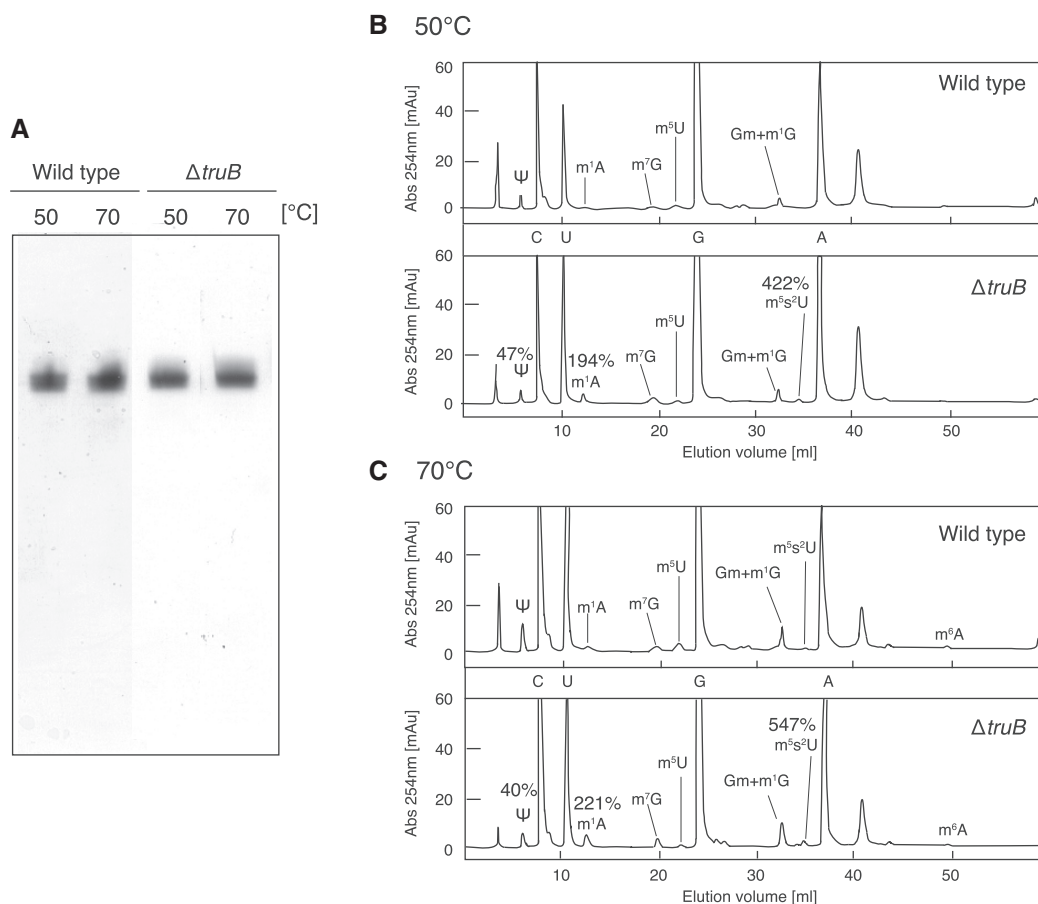 A
Wild type ΔtruB
50 70 50 70 [°C]
B 50°C
Abs 254nm [mAu]
60
40
20
0
Wild type
Ψ
m¹A
m⁷G
m⁵U
Gm+m¹G
C U G A
Abs 254nm [mAu]
60
40
20
0
ΔtruB
47%
Ψ
194%
m¹A
m⁷G
m⁵U
Gm+m¹G
422%
m⁵s²U
10 20 30 40 50
Elution volume [ml]
C 70°C
Abs 254nm [mAu]
60
40
20
0
Wild type
Ψ
m¹A
m⁷G
m⁵U
Gm+m¹G
m⁵s²U
m⁶A
C U G A
Abs 254nm [mAu]
60
40
20
0
ΔtruB
40%
Ψ
221%
m¹A
m⁷G
m⁵U
Gm+m¹G
547%
m⁵s²U
m⁶A
10 20 30 40 50
Elution volume [ml]